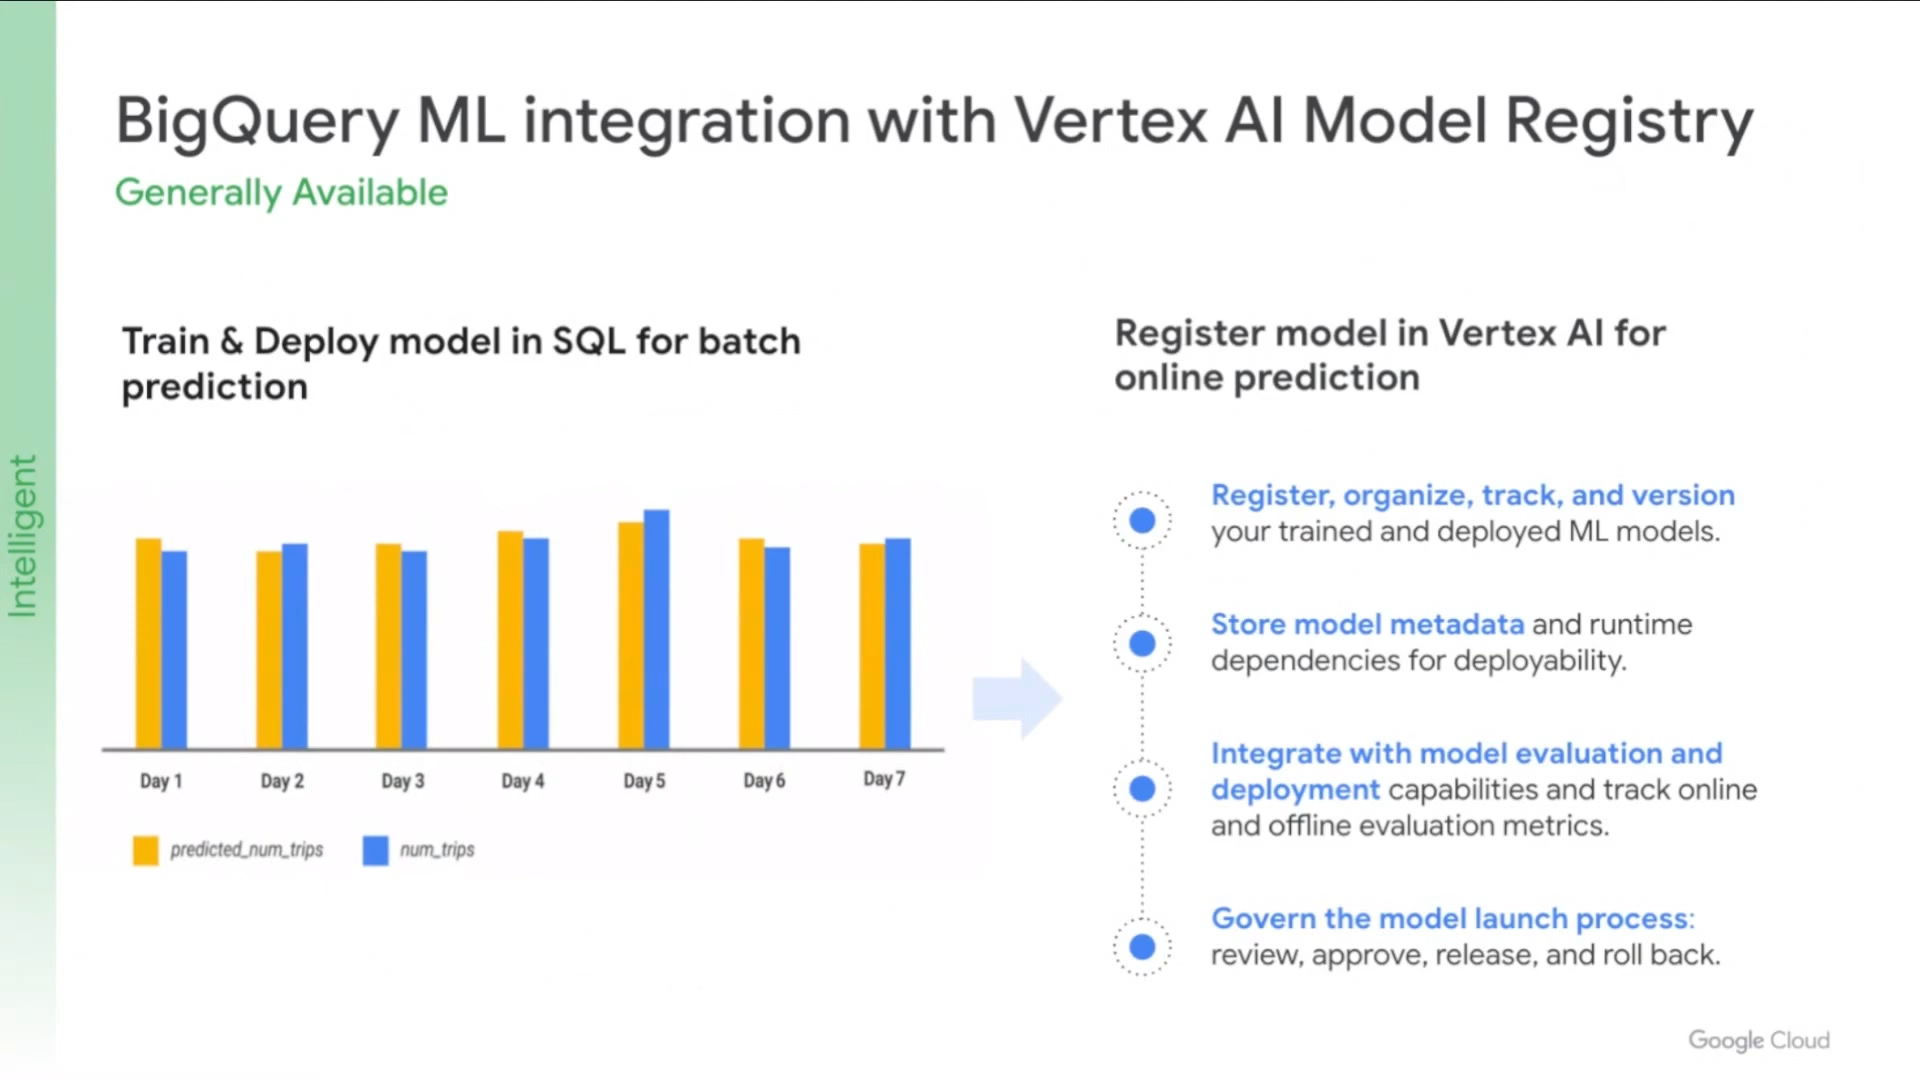 BigQuery ML integration with Vertex AI Model Registry
Generally Available
Intelligent
Train & Deploy model in SQL for batch
prediction
Day 1 Day 2 Day 3 Day 4 Day 5 Day 6 Day 7
predicted_num_trips num_trips
Register model in Vertex AI for
online prediction
Register, organize, track, and version
your trained and deployed ML models.
Store model metadata and runtime
dependencies for deployability.
Integrate with model evaluation and
deployment capabilities and track online
and offline evaluation metrics.
Govern the model launch process:
review, approve, release, and roll back.
Google Cloud